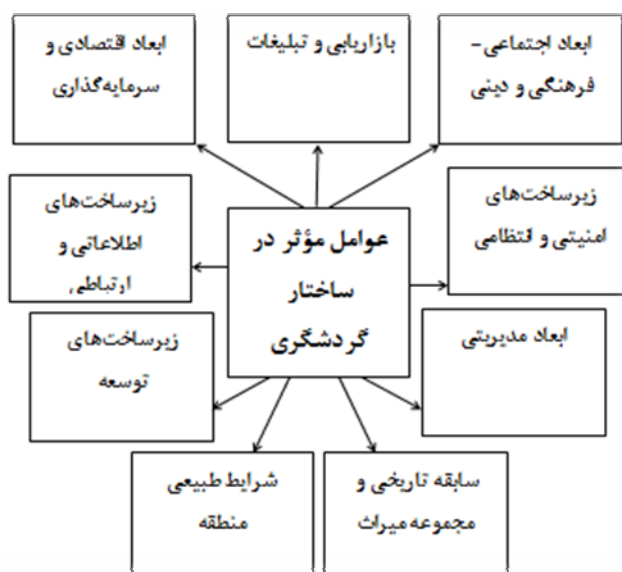 ابعاد اجتماعی-
فرهنگی و دینی
بازاریابی و تبلیغات
ابعاد اقتصادی و
سرمایه‌گذاری
زیرساخت‌های
امنیتی و انتظامی
عوامل مؤثر در
ساختار
گردشگری
زیرساخت‌های
اطلاعاتی و
ارتباطی
ابعاد مدیریتی
زیرساخت‌های
توسعه
سابقه تاریخی و
مجموعه میراث
شرایط طبیعی
منطقه